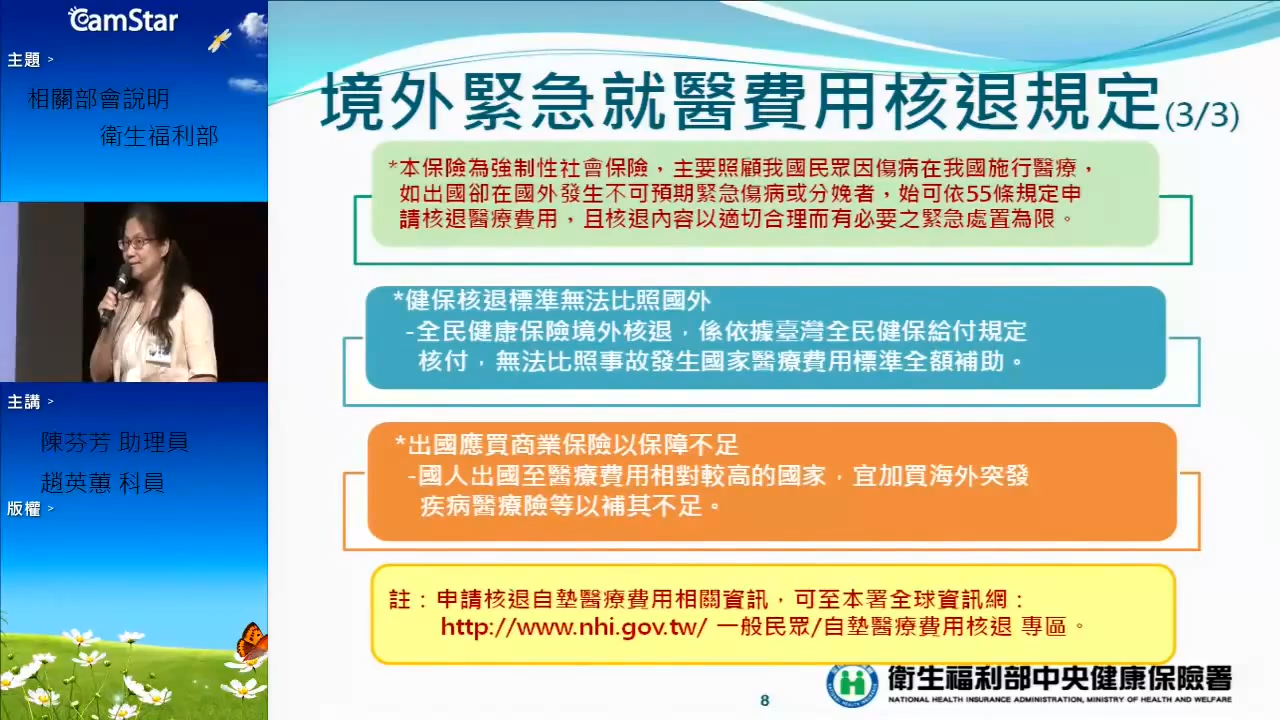 CamStar
主題 >
相關部會說明
衛生福利部
主講 >
陳芬芳 助理員
趙英蕙 科員
版權 >
境外緊急就醫費用核退規定(3/3)
*本保險為強制性社會保險，主要照顧我國民眾因傷病在我國施行醫療，
如出國卻在國外發生不可預期緊急傷病或分娩者，始可依55條規定申
請核退醫療費用，且核退內容以適切合理而有必要之緊急處置為限。
*健保核退標準無法比照國外
-全民健康保險境外核退，係依據臺灣全民健保給付規定
核付，無法比照事故發生國家醫療費用標準全額補助。
*出國應買商業保險以保障不足
-國人出國至醫療費用相對較高的國家，宜加買海外突發
疾病醫療險等以補其不足。
註：申請核退自墊醫療費用相關資訊，可至本署全球資訊網：
http://www.nhi.gov.tw/ 一般民眾/自墊醫療費用核退 專區。
衛生福利部中央健康保險署
NATIONAL HEALTH INSURANCE ADMINISTRATION, MINISTRY OF HEALTH AND WELFARE
8